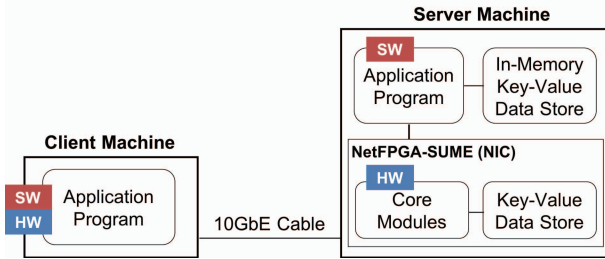 Server Machine
SW
Application
Program
In-Memory
Key-Value
Data Store
NetFPGA-SUME (NIC)
HW
Core
Modules
Key-Value
Data Store
Client Machine
SW
HW
Application
Program
10GbE Cable